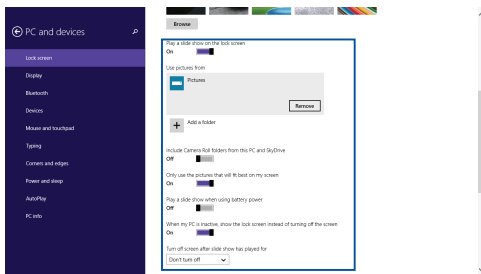 PC and devices
Lock screen
Display
Bluetooth
Devices
Mouse and touchpad
Typing
Corners and edges
Power and sleep
AutoPlay
PC info
Browse
Play a slide show on the lock screen
On
Use pictures from
Pictures
Remove
Add a folder
Include Camera Roll folders from this PC and SkyDrive
Off
Only use the pictures that will fit best on my screen
On
Play a slide show when using battery power
Off
When my PC is inactive, show the lock screen instead of turning off the screen
On
Turn off screen after slide show has played for
Don't turn off